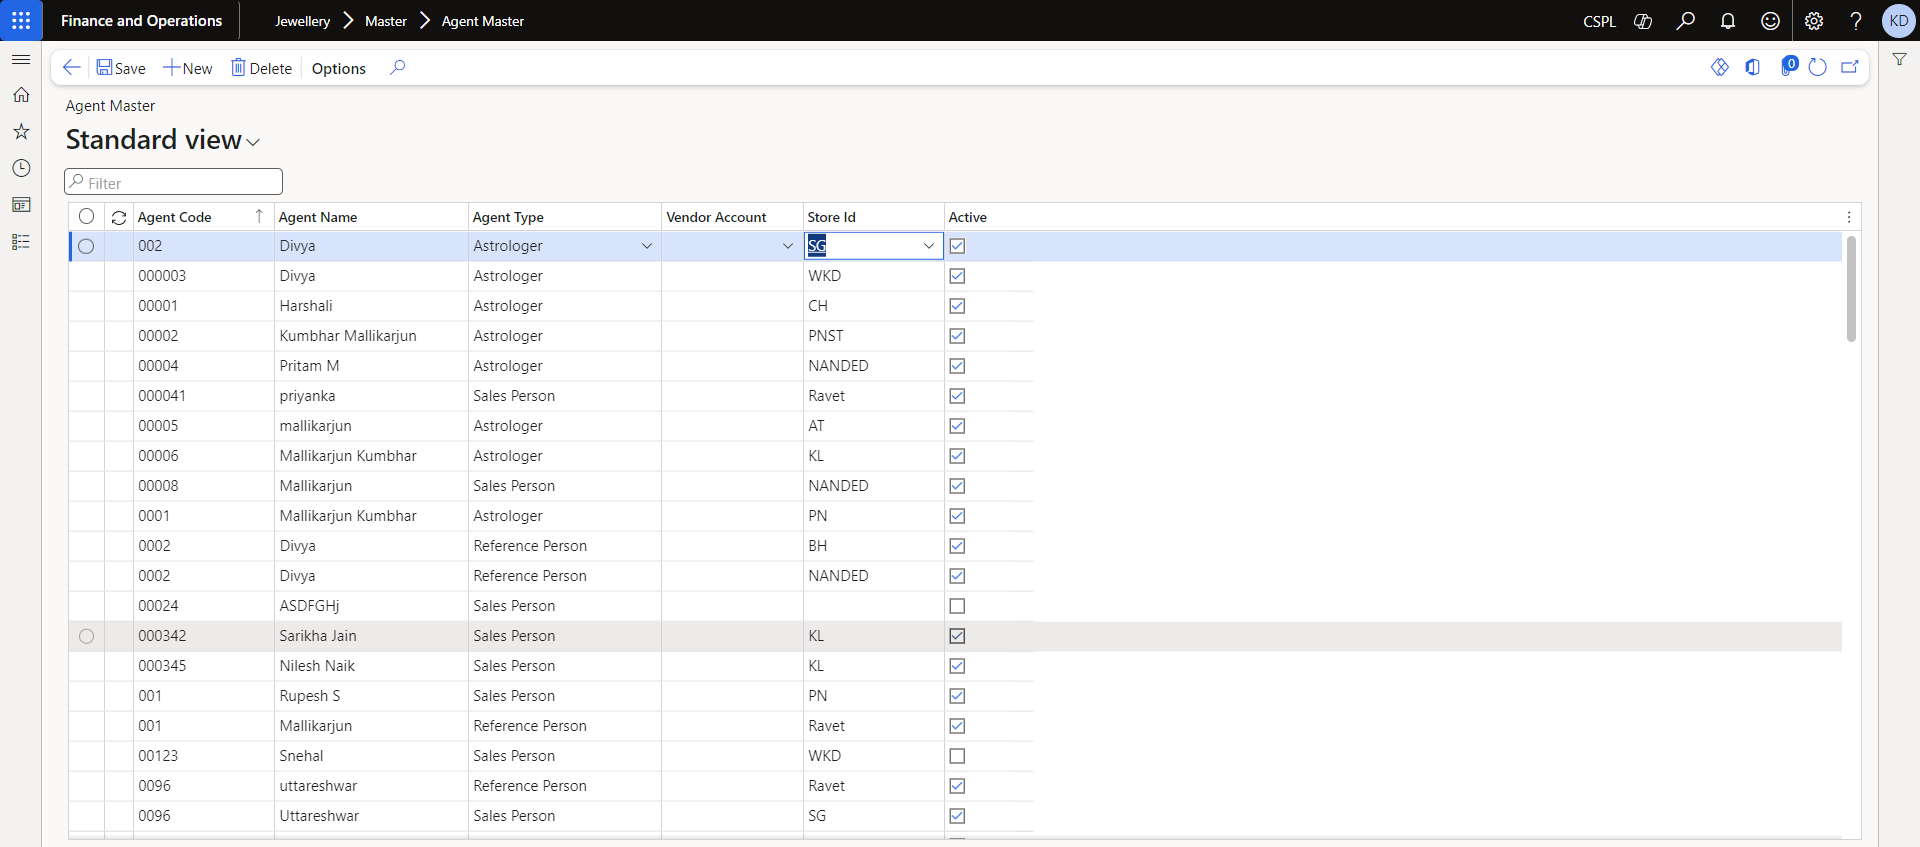 Finance and Operations Jewellery Master Agent Master CSPL KD
Save New Delete Options 0
Agent Master
Standard view
Filter
Agent Code Agent Name Agent Type Vendor Account Store Id Active
002 Divya Astrologer SG
000003 Divya Astrologer WKD
00001 Harshali Astrologer CH
00002 Kumbhar Mallikarjun Astrologer PNST
00004 Pritam M Astrologer NANDED
000041 priyanka Sales Person Ravet
00005 mallikarjun Astrologer AT
00006 Mallikarjun Kumbhar Astrologer KL
00008 Mallikarjun Sales Person NANDED
0001 Mallikarjun Kumbhar Astrologer PN
0002 Divya Reference Person BH
0002 Divya Reference Person NANDED
00024 ASDFGHj Sales Person
000342 Sarikha Jain Sales Person KL
000345 Nilesh Naik Sales Person KL
001 Rupesh S Sales Person PN
001 Mallikarjun Reference Person Ravet
00123 Snehal Sales Person WKD
0096 uttareshwar Reference Person Ravet
0096 Uttareshwar Sales Person SG